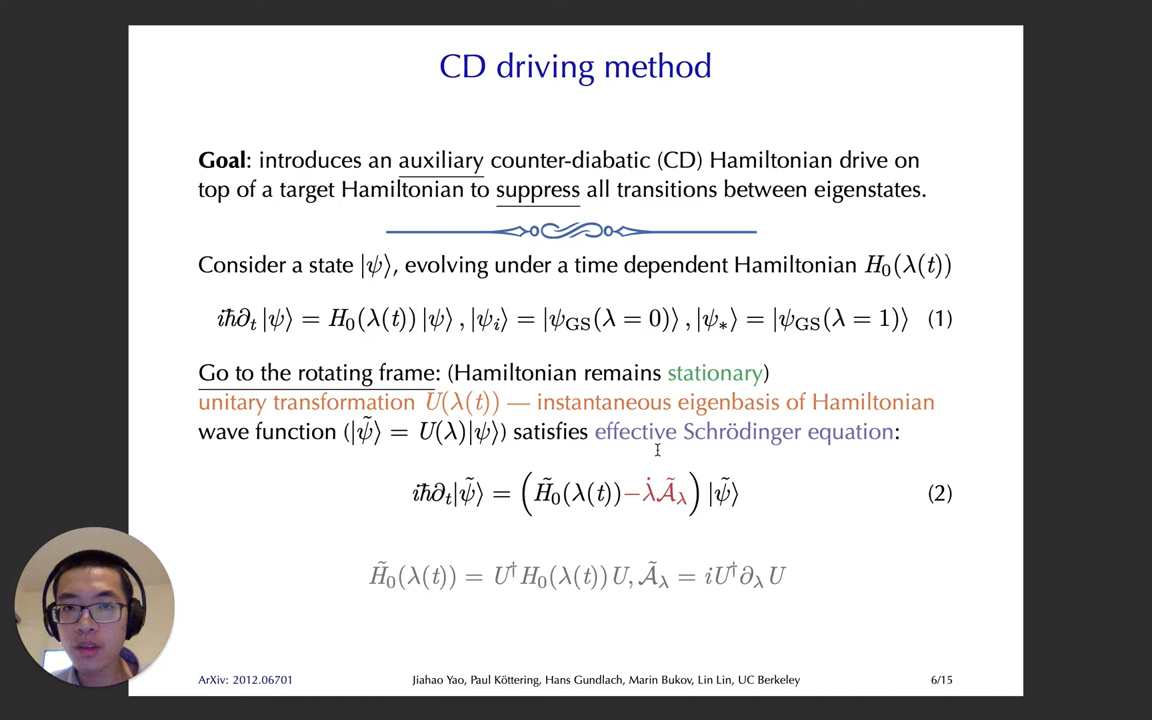 CD driving method
Goal: introduces an auxiliary counter-diabatic (CD) Hamiltonian drive on
top of a target Hamiltonian to suppress all transitions between eigenstates.
Consider a state |ψ⟩, evolving under a time dependent Hamiltonian H₀(λ(t))
iħ∂ₜ|ψ⟩ = H₀(λ(t))|ψ⟩, |ψᵢ⟩ = |ψ_GS(λ = 0)⟩, |ψ_*⟩ = |ψ_GS(λ = 1)⟩ (1)
Go to the rotating frame: (Hamiltonian remains stationary)
unitary transformation U(λ(t)) — instantaneous eigenbasis of Hamiltonian
wave function (|ψ̃⟩ = U(λ)|ψ⟩) satisfies effective Schrödinger equation:
iħ∂ₜ|ψ̃⟩ = (H̃₀(λ(t))−λ̇Ã_λ)|ψ̃⟩ (2)
H̃₀(λ(t)) = U†H₀(λ(t))U, Ã_λ = iU†∂_λU
ArXiv: 2012.06701 Jiahao Yao, Paul Köttering, Hans Gundlach, Marin Bukov, Lin Lin, UC Berkeley 6/15